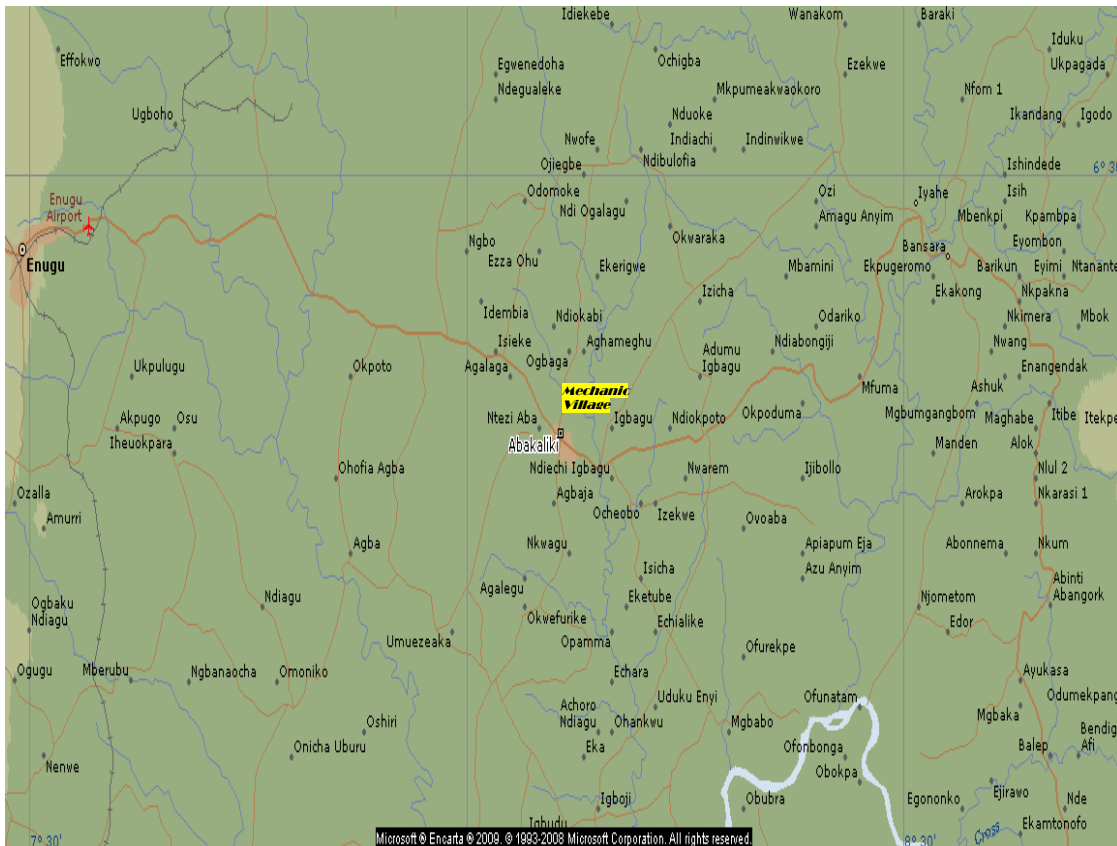 Idiekebe
Wanakom
Baraki
Effokwo
Ochigba
Iduku
Egwenedoha
Ezekwe
Ukpagada
Ndegualeke
Mkpumeakwaokoro
Nfom 1
Ugboho
Nduoke
Ikandang
Igodo
Nwofe
Indiachi
Indinwikwe
Ojiegbe
Ndibulofia
Ishindede
6° 30
Enugu
Airport
Odomoke
Ozi
Iyahe
Isih
Ndi Ogalagu
Amagu Anyim
Mbenkpi
Kpambpa
Okwaraka
Ngbo
Bansara
Eyombon
Enugu
Ezza Ohu
Ekerigwe
Mbamini
Ekpugeromo
Barikun
Eyimi
Ntanante
Izicha
Ekakong
Nkpakna
Idembia
Ndiokabi
Odariko
Nkimera
Mbok
Isieke
Aghameghu
Adumu
Ndiabongiji
Nwang
Ogbaga
Ukpulugu
Okpoto
Agalaga
Igbagu
Mfuma
Enangendak
Mechanic
Village
Ashuk
Akpugo
Osu
Ntezi Aba
Igbagu
Ndiokpoto
Okpoduma
Mgbumgangbom
Maghabe
Itibe
Itekpe
Iheuokpara
Abakaliki
Manden
Alok
Ohofia Agba
Ndiechi Igbagu
Nwarem
Ijibollo
Nlul 2
Ozalla
Agbaja
Arokpa
Nkarasi 1
Amurri
Ocheobo
Izekwe
Ovoaba
Agba
Nkwagu
Apiapum Eja
Abonnema
Nkum
Isicha
Azu Anyim
Agalegu
Abinti
Ogbaku
Ndiagu
Ndiagu
Eketube
Njometom
Abangork
Okwefurike
Umuezeaka
Echialike
Edor
Opamma
Ofurekpe
Ogugu
Mberubu
Ngbanaocha
Omoniko
Echara
Ayukasa
Ofunatam
Odumekpang
Achoro
Ndiagu
Uduku Enyi
Oshiri
Ohankwu
Mgbabo
Mgbaka
Bendig
Afi
Onicha Uburu
Eka
Ofonbonga
Balep
Nenwe
Obokpa
Igboji
Obubra
Egononko
Ejirawo
Nde
Igbudu
Cross
Ekamtonofo
7° 30'
8° 30'
Microsoft ® Encarta ® 2009. © 1993-2008 Microsoft Corporation. All rights reserved.